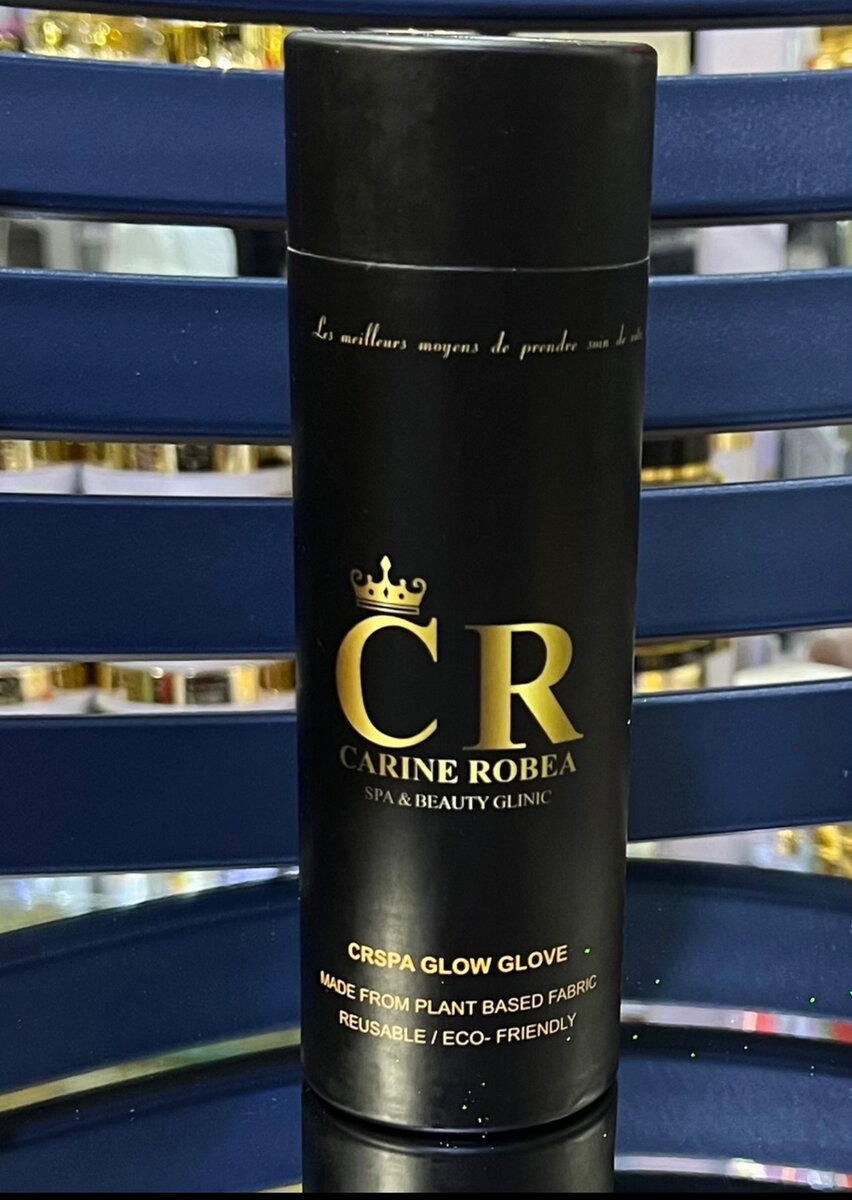 Les meilleurs moyens de prendre soin de
CR
CARINE ROBEA
SPA & BEAUTY GLINIC
CRSPA GLOW GLOVE
MADE FROM PLANT BASED FABRIC
REUSABLE / ECO- FRIENDLY